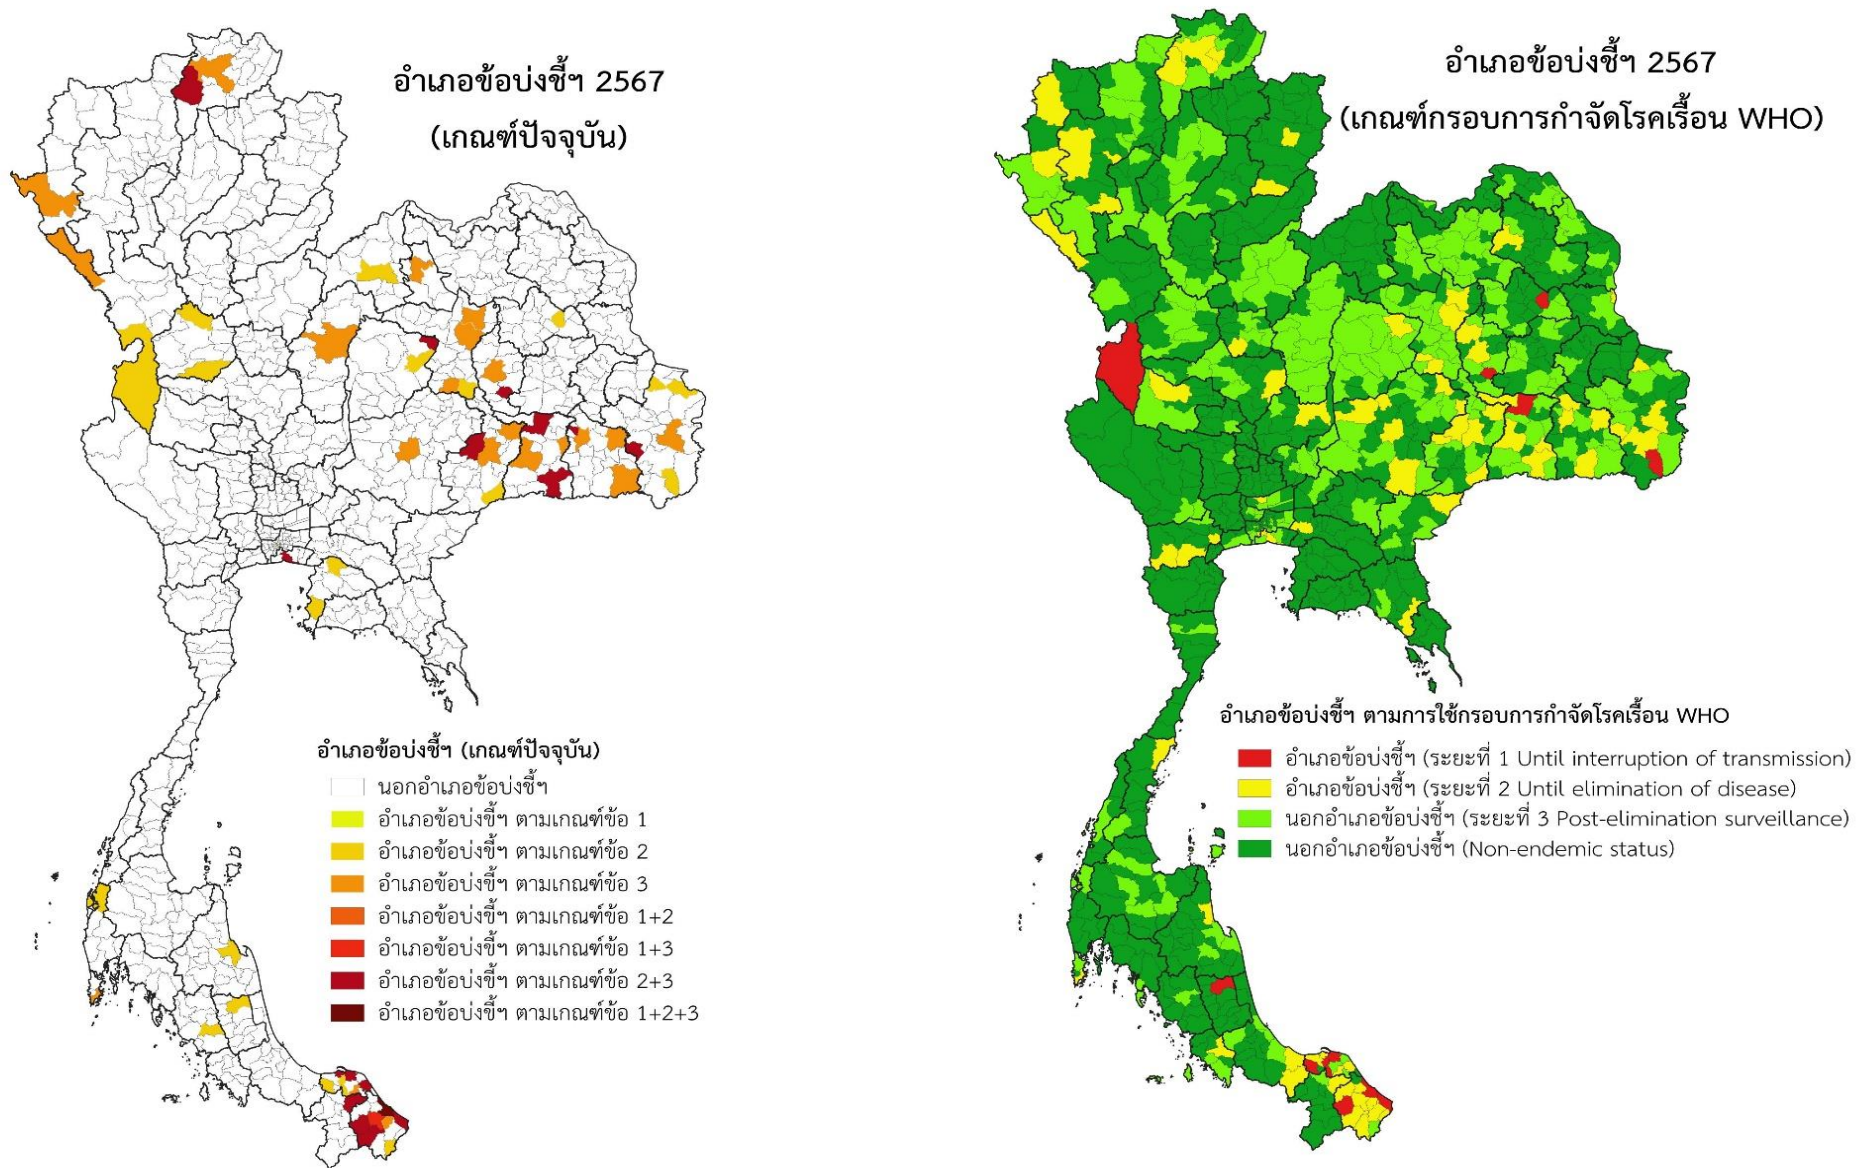 อำเภอข้อบ่งชี้ฯ 2567
(เกณฑ์ปัจจุบัน)
อำเภอข้อบ่งชี้ฯ (เกณฑ์ปัจจุบัน)
นอกอำเภอข้อบ่งชี้ฯ
อำเภอข้อบ่งชี้ฯ ตามเกณฑ์ข้อ 1
อำเภอข้อบ่งชี้ฯ ตามเกณฑ์ข้อ 2
อำเภอข้อบ่งชี้ฯ ตามเกณฑ์ข้อ 3
อำเภอข้อบ่งชี้ฯ ตามเกณฑ์ข้อ 1+2
อำเภอข้อบ่งชี้ฯ ตามเกณฑ์ข้อ 1+3
อำเภอข้อบ่งชี้ฯ ตามเกณฑ์ข้อ 2+3
อำเภอข้อบ่งชี้ฯ ตามเกณฑ์ข้อ 1+2+3
อำเภอข้อบ่งชี้ฯ 2567
(เกณฑ์กรอบการกำจัดโรคเรื้อน WHO)
อำเภอข้อบ่งชี้ฯ ตามการใช้กรอบการกำจัดโรคเรื้อน WHO
อำเภอข้อบ่งชี้ฯ (ระยะที่ 1 Until interruption of transmission)
อำเภอข้อบ่งชี้ฯ (ระยะที่ 2 Until elimination of disease)
นอกอำเภอข้อบ่งชี้ฯ (ระยะที่ 3 Post-elimination surveillance)
นอกอำเภอข้อบ่งชี้ฯ (Non-endemic status)